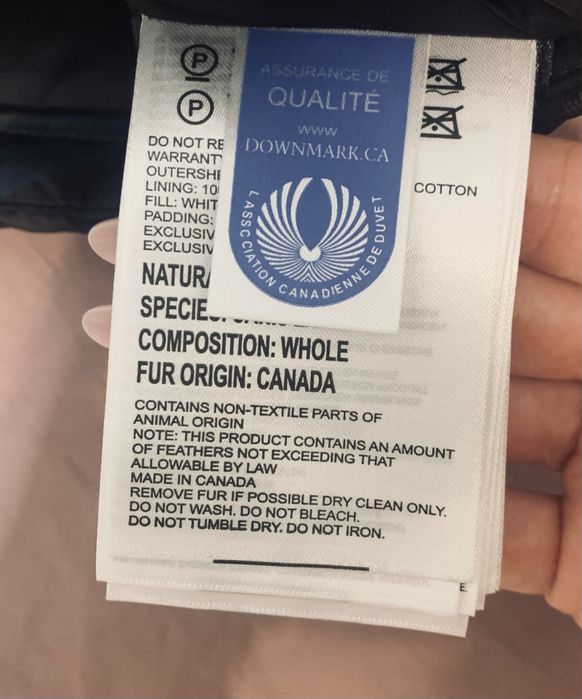 P
P
ASSURANCE DE
QUALITÉ
www
DOWNMARK.CA
L'ASSOCIATION CANADIENNE DE DUVET
DO NOT RE
WARRANTY
OUTERSHE
LINING: 10 COTTON
FILL: WHIT
PADDING:
EXCLUSIV
EXCLUSIV
NATURA
SPECIES:
COMPOSITION: WHOLE
FUR ORIGIN: CANADA
CONTAINS NON-TEXTILE PARTS OF
ANIMAL ORIGIN
NOTE: THIS PRODUCT CONTAINS AN AMOUNT
OF FEATHERS NOT EXCEEDING THAT
ALLOWABLE BY LAW
MADE IN CANADA
REMOVE FUR IF POSSIBLE DRY CLEAN ONLY.
DO NOT WASH. DO NOT BLEACH.
DO NOT TUMBLE DRY. DO NOT IRON.
E.